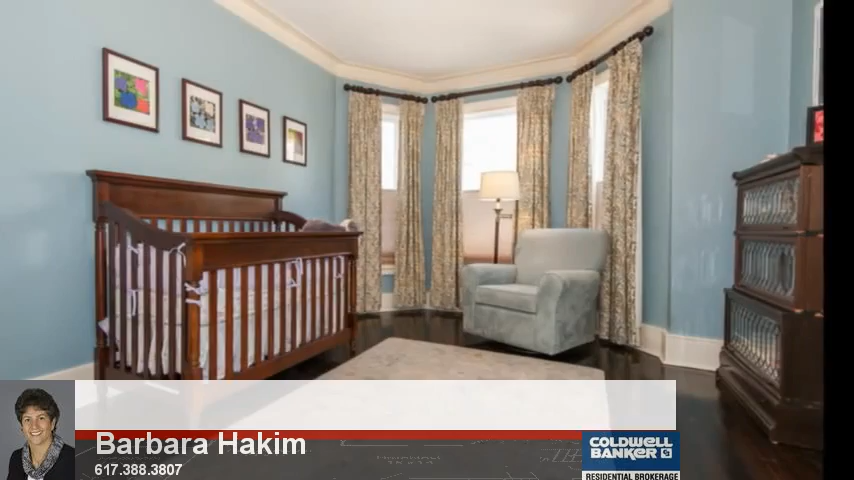 Barbara Hakim
617.388.3807
COLDWELL
BANKER
RESIDENTIAL BROKERAGE